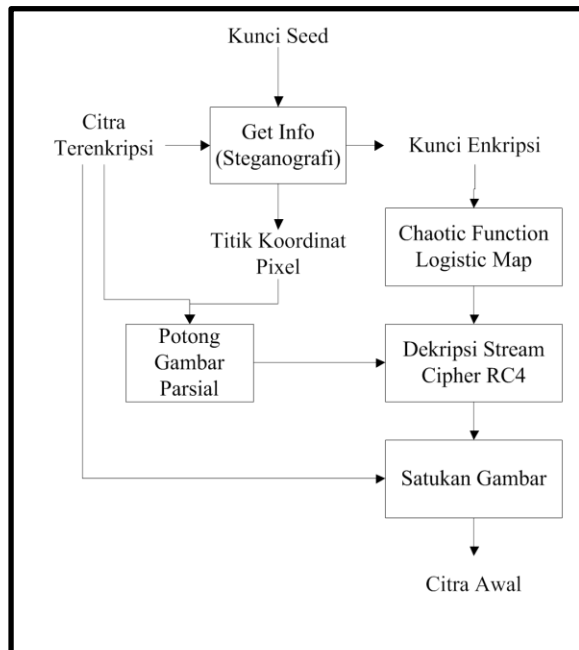 Kunci Seed
Citra
Terenkripsi
Get Info
(Steganografi)
Kunci Enkripsi
Titik Koordinat
Pixel
Chaotic Function
Logistic Map
Potong
Gambar
Parsial
Dekripsi Stream
Cipher RC4
Satukan Gambar
Citra Awal